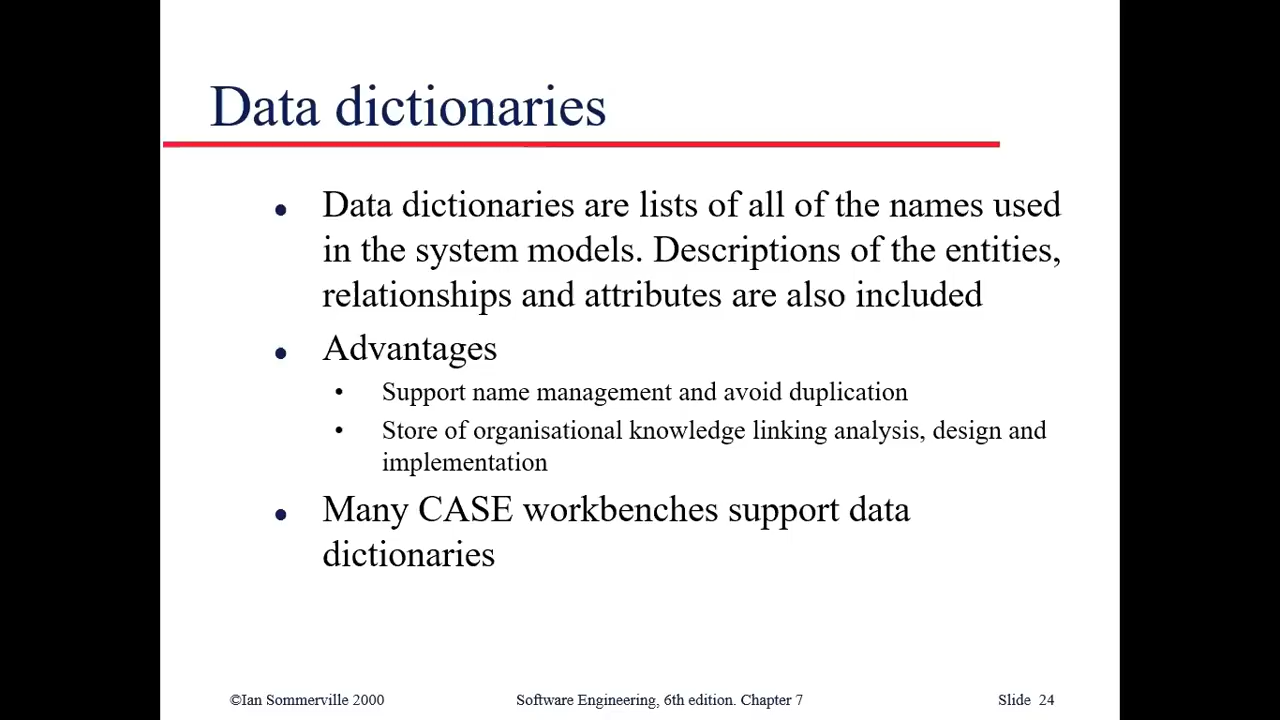 Data dictionaries
● Data dictionaries are lists of all of the names used
in the system models. Descriptions of the entities,
relationships and attributes are also included
● Advantages
• Support name management and avoid duplication
• Store of organisational knowledge linking analysis, design and
implementation
● Many CASE workbenches support data
dictionaries
©Ian Sommerville 2000 Software Engineering, 6th edition. Chapter 7 Slide 24